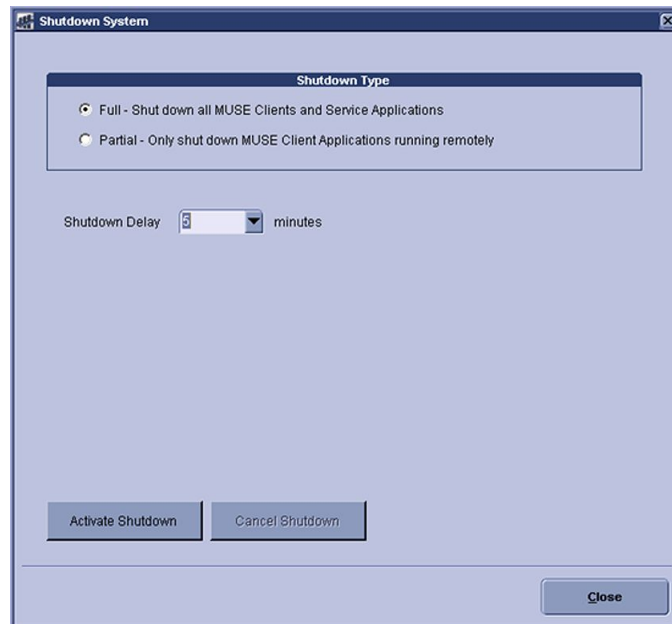 Shutdown System
Shutdown Type
Full - Shut down all MUSE Clients and Service Applications
Partial - Only shut down MUSE Client Applications running remotely
Shutdown Delay 5 minutes
Activate Shutdown Cancel Shutdown
Close